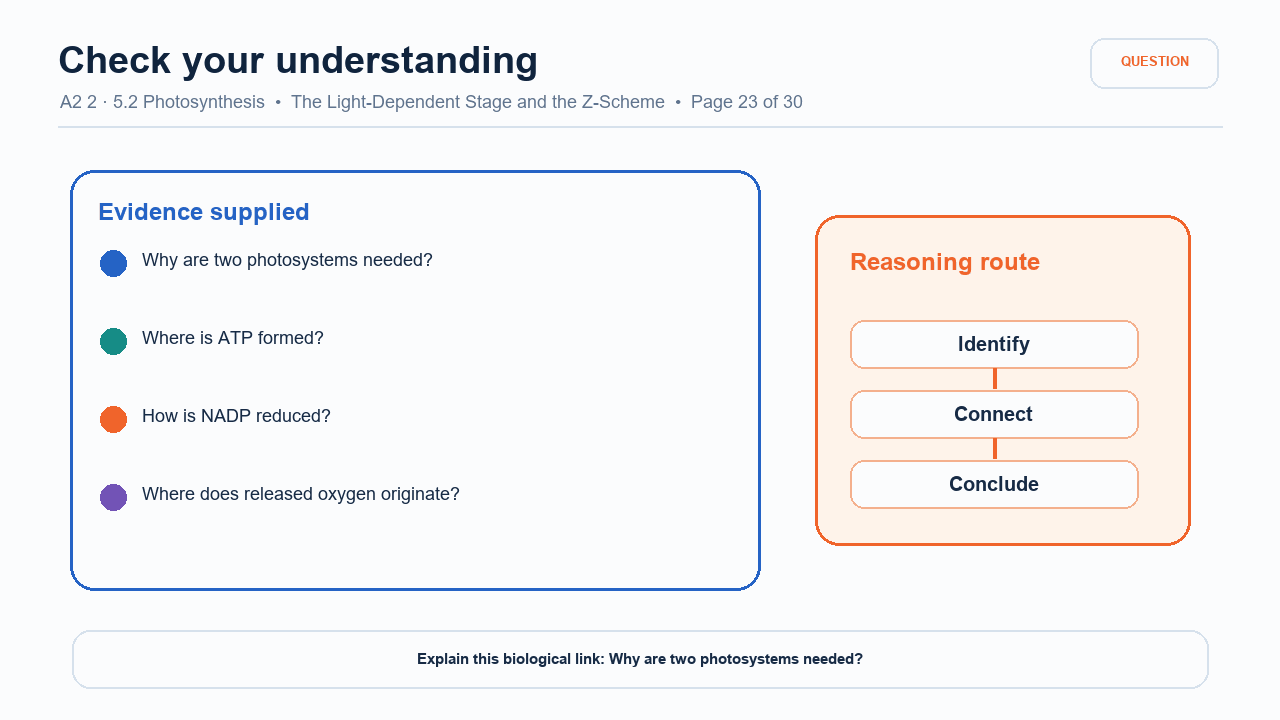 Check your understanding
QUESTION
A2 2 · 5.2 Photosynthesis • The Light-Dependent Stage and the Z-Scheme • Page 23 of 30
Evidence supplied
Why are two photosystems needed?
Where is ATP formed?
How is NADP reduced?
Where does released oxygen originate?
Reasoning route
Identify
Connect
Conclude
Explain this biological link: Why are two photosystems needed?